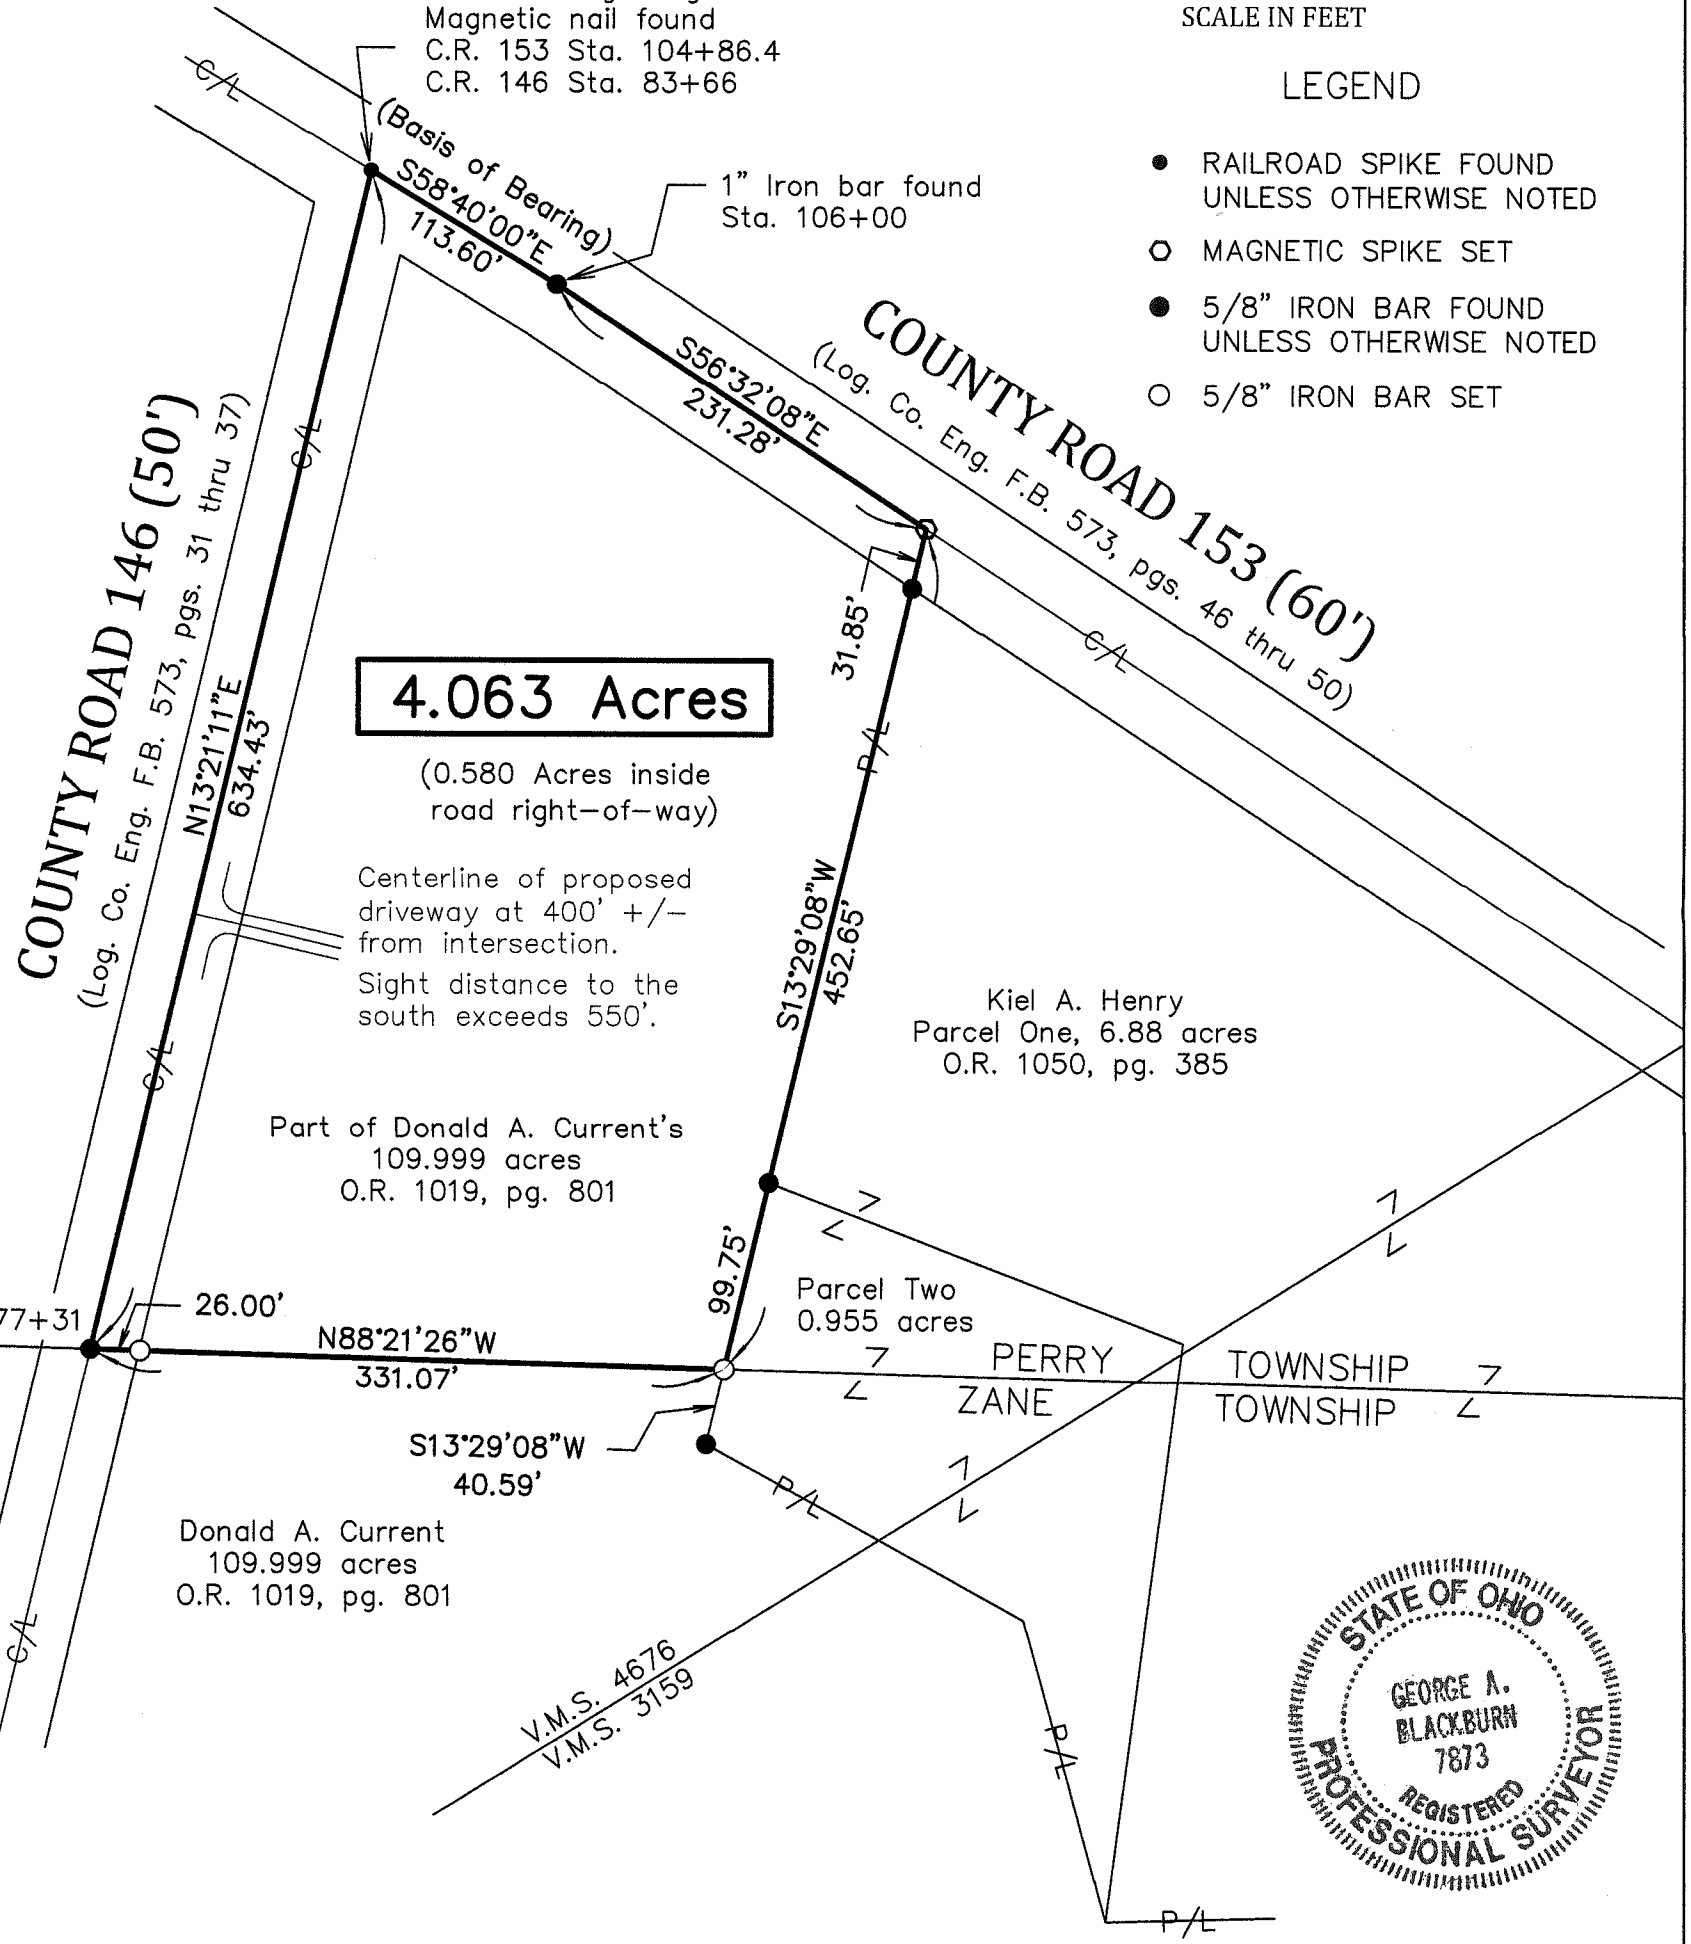 Magnetic nail found
C.R. 153 Sta. 104+86.4
C.R. 146 Sta. 83+66
SCALE IN FEET
LEGEND
RAILROAD SPIKE FOUND
UNLESS OTHERWISE NOTED
MAGNETIC SPIKE SET
5/8" IRON BAR FOUND
UNLESS OTHERWISE NOTED
5/8" IRON BAR SET
C/L
(Basis of Bearing)
S58°40'00"E
113.60'
1" Iron bar found
Sta. 106+00
S56°32'08"E
231.28'
COUNTY ROAD 153 (60')
(Log. Co. Eng. F.B. 573, pgs. 46 thru 50)
C/L
COUNTY ROAD 146 (50')
(Log. Co. Eng. F.B. 573, pgs. 31 thru 37)
C/L
N13°21'11"E
634.43'
31.85'
P/L
4.063 Acres
(0.580 Acres inside
road right-of-way)
Centerline of proposed
driveway at 400' +/-
from intersection.
Sight distance to the
south exceeds 550'.
S13°29'08"W
452.65'
Kiel A. Henry
Parcel One, 6.88 acres
O.R. 1050, pg. 385
C/L
Part of Donald A. Current's
109.999 acres
O.R. 1019, pg. 801
99.75'
Parcel Two
0.955 acres
77+31
26.00'
N88°21'26"W
331.07'
PERRY TOWNSHIP
ZANE TOWNSHIP
S13°29'08"W
40.59'
P/L
Donald A. Current
109.999 acres
O.R. 1019, pg. 801
C/L
V.M.S. 4676
V.M.S. 3159
P/L
P/L
STATE OF OHIO
GEORGE A.
BLACKBURN
7873
REGISTERED
PROFESSIONAL SURVEYOR